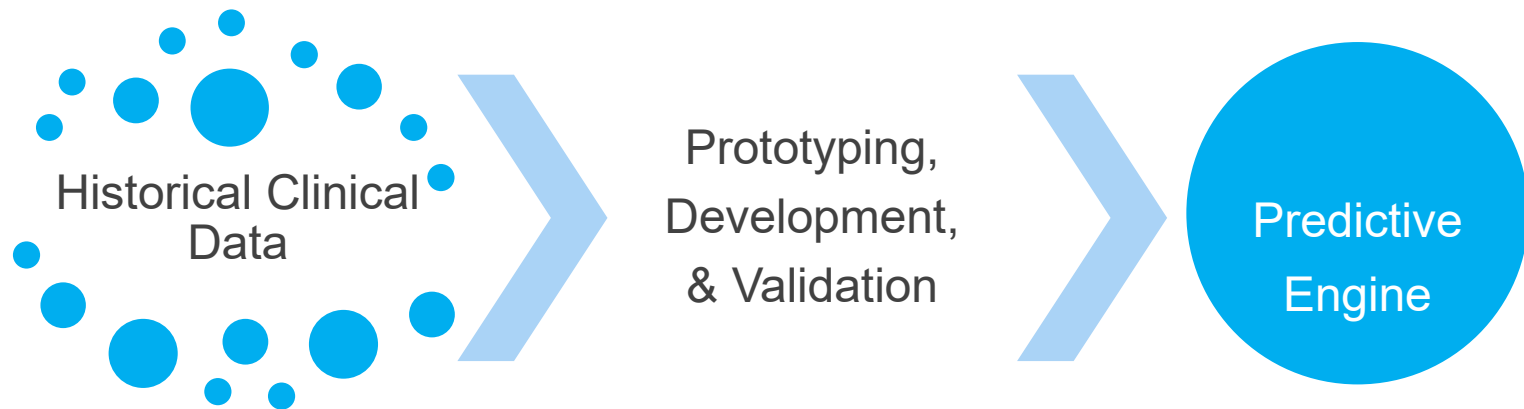 Historical Clinical
Data
Prototyping,
Development,
& Validation
Predictive
Engine